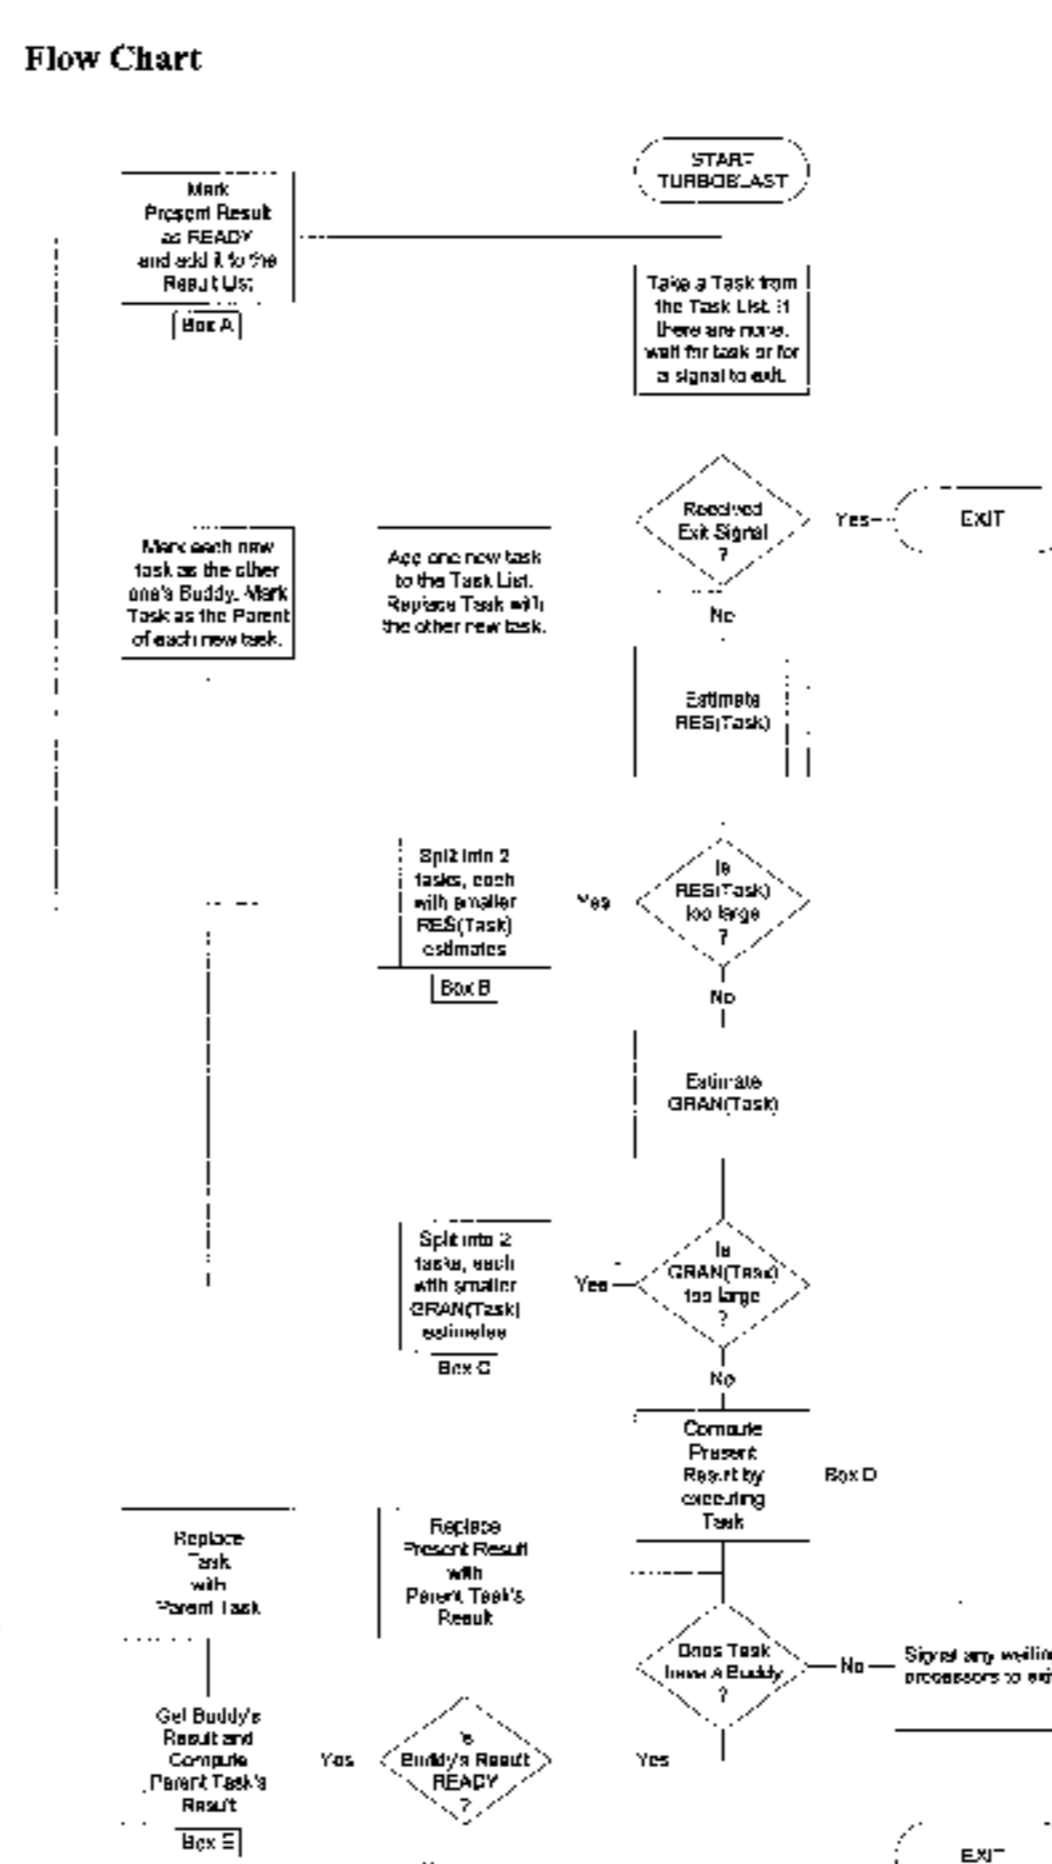 Flow Chart
START
TURBOBLAST
Mark
Present Result
as READY
and add it to the
Result List
Box A
Take a Task from
the Task List. If
there are none,
wait for task or for
a signal to exit.
Received
Exit Signal
?
Yes
EXIT
No
Mark each new
task as the other
one's Buddy. Mark
Task as the Parent
of each new task.
Add one new task
to the Task List.
Replace Task with
the other new task.
Estimate
RES(Task)
Is
RES(Task)
too large
?
Yes
No
Split into 2
tasks, each
with smaller
RES(Task)
estimates
Box B
Estimate
GRAN(Task)
Is
GRAN(Task)
too large
?
Yes
No
Split into 2
tasks, each
with smaller
GRAN(Task)
estimates
Box C
Compute
Present
Result by
executing
Task
Box D
Replace
Task
with
Parent Task
Replace
Present Result
with
Parent Task's
Result
Does Task
have A Buddy
?
No
Signal any
processors to
Yes
Is
Buddy's Result
READY
?
Yes
Get Buddy's
Result and
Compute
Parent Task's
Result
Box E
EXIT